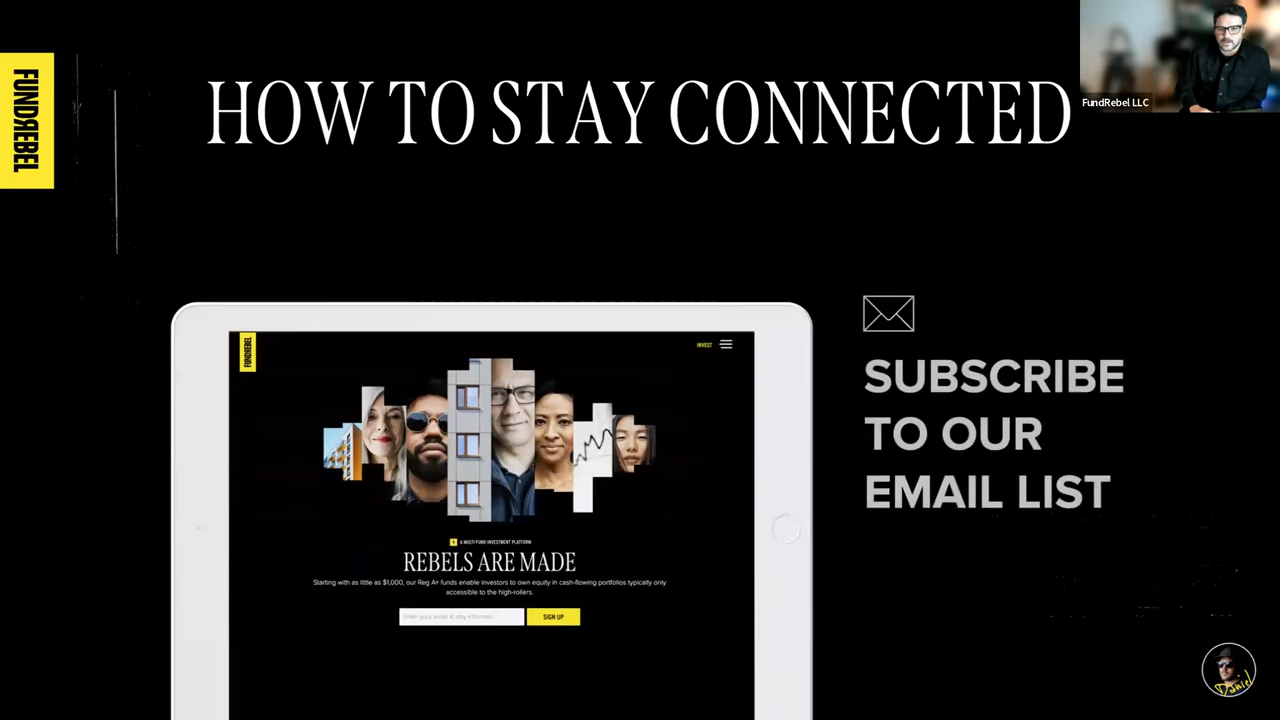 FUNDREBEL
HOW TO STAY CONNECTED
FundRebel LLC
FUNDREBEL
INVEST
A MULTI-FUND INVESTMENT PLATFORM
REBELS ARE MADE
Starting with as little as $1,000, our Reg A+ funds enable investors to own equity in cash-flowing portfolios typically only
accessible to the high-rollers.
Enter your email & stay informed.
SIGN UP
SUBSCRIBE
TO OUR
EMAIL LIST
Daniel